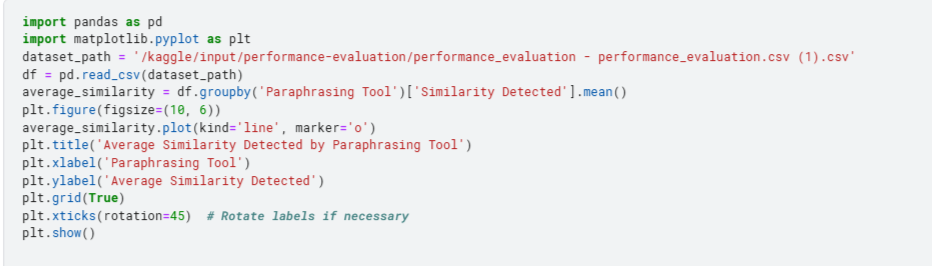 import pandas as pd
import matplotlib.pyplot as plt
dataset_path = '/kaggle/input/performance-evaluation/performance_evaluation - performance_evaluation.csv (1).csv'
df = pd.read_csv(dataset_path)
average_similarity = df.groupby('Paraphrasing Tool')['Similarity Detected'].mean()
plt.figure(figsize=(10, 6))
average_similarity.plot(kind='line', marker='o')
plt.title('Average Similarity Detected by Paraphrasing Tool')
plt.xlabel('Paraphrasing Tool')
plt.ylabel('Average Similarity Detected')
plt.grid(True)
plt.xticks(rotation=45)  # Rotate labels if necessary
plt.show()